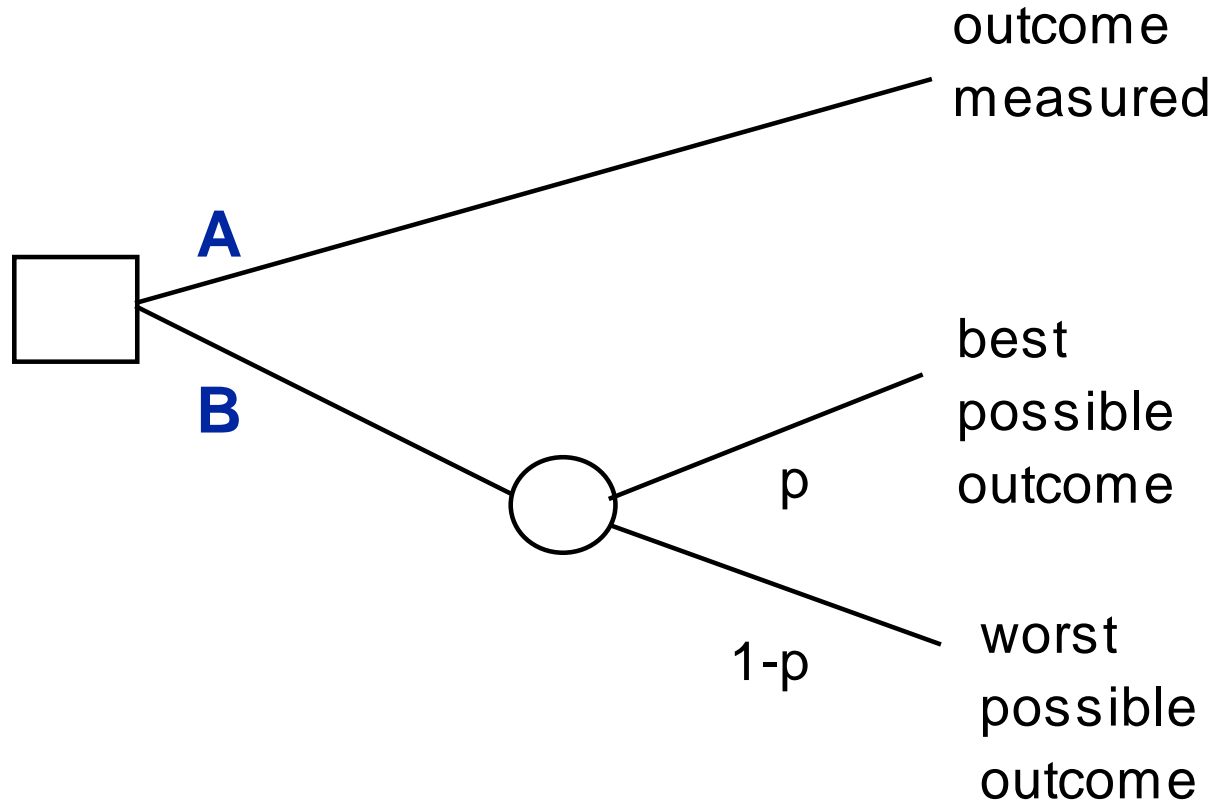 outcome
measured
A
best
possible
outcome
B
p
worst
possible
outcome
1-p